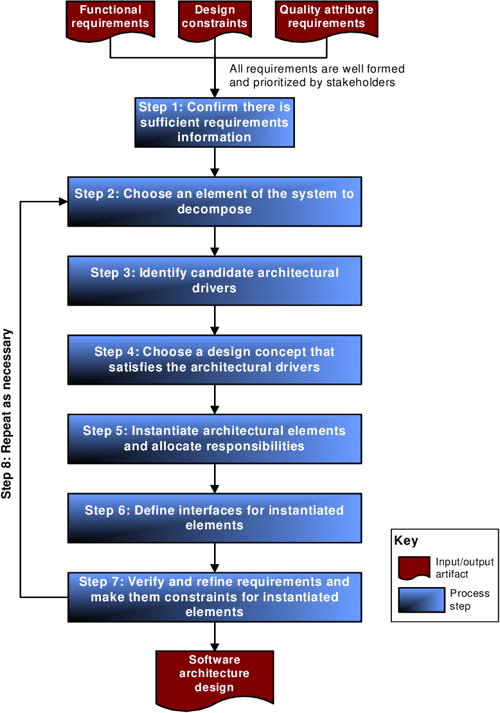 Functional
requirements
Design
constraints
Quality attribute
requirements
All requirements are well formed
and prioritized by stakeholders
Step 1: Confirm there is
sufficient requirements
information
Step 2: Choose an element of the system to
decompose
Step 3: Identify candidate architectural
drivers
Step 4: Choose a design concept that
satisfies the architectural drivers
Step 5: Instantiate architectural elements
and allocate responsibilities
Step 6: Define interfaces for instantiated
elements
Step 7: Verify and refine requirements and
make them constraints for instantiated
elements
Step 8: Repeat as necessary
Software
architecture
design
Key
Input/output
artifact
Process
step